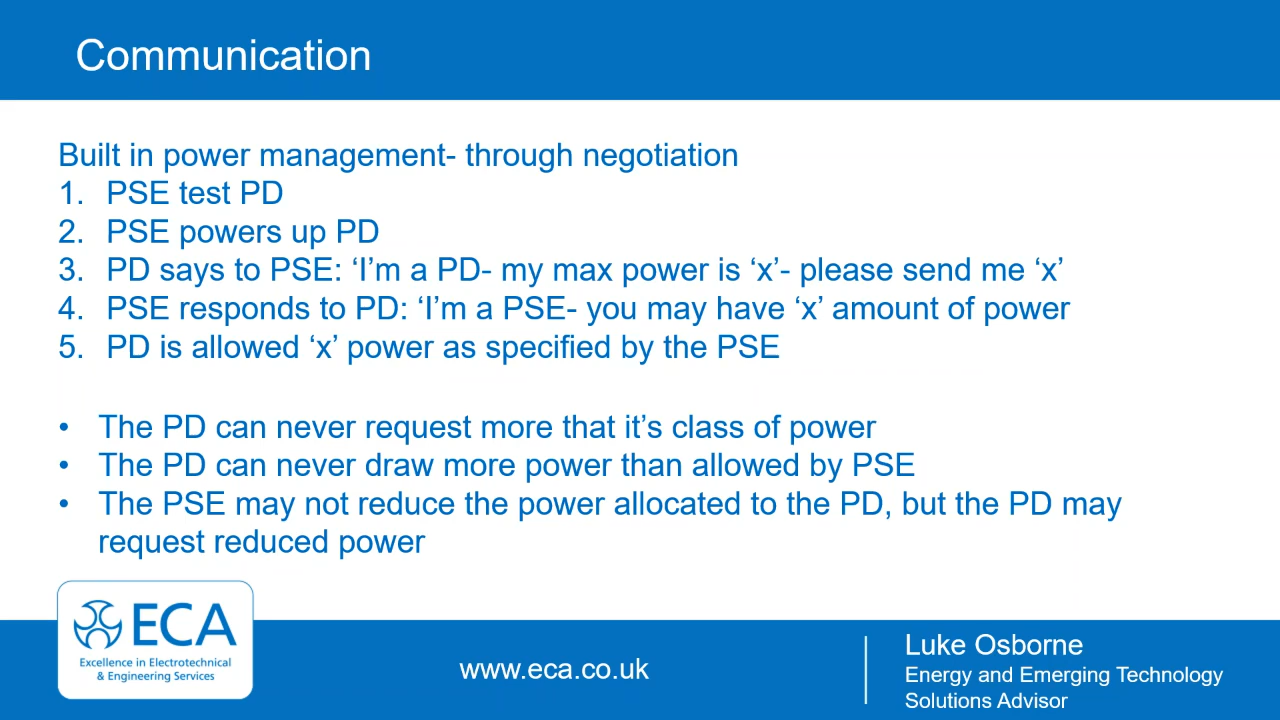 Communication
Built in power management- through negotiation
1. PSE test PD
2. PSE powers up PD
3. PD says to PSE: ‘I’m a PD- my max power is ‘x’- please send me ‘x’
4. PSE responds to PD: ‘I’m a PSE- you may have ‘x’ amount of power
5. PD is allowed ‘x’ power as specified by the PSE
• The PD can never request more that it’s class of power
• The PD can never draw more power than allowed by PSE
• The PSE may not reduce the power allocated to the PD, but the PD may
request reduced power
ECA
Excellence in Electrotechnical
& Engineering Services
www.eca.co.uk
Luke Osborne
Energy and Emerging Technology
Solutions Advisor